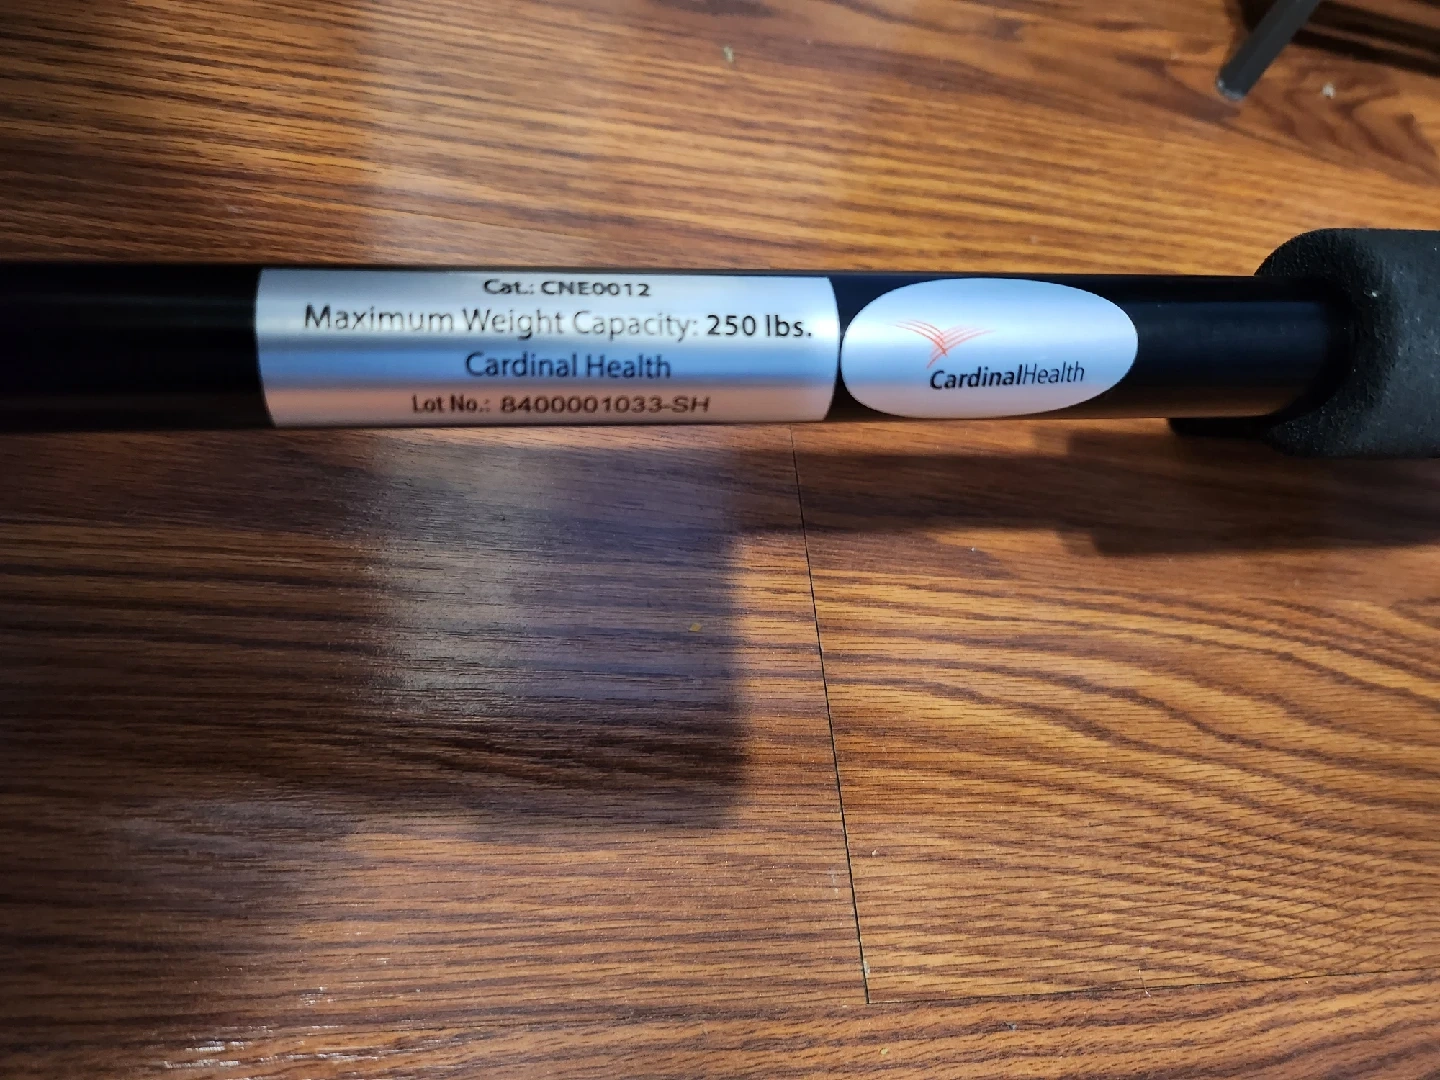 Cat.: CNE0012
Maximum Weight Capacity: 250 lbs.
Cardinal Health
Lot No.: 8400001033-SH
CardinalHealth